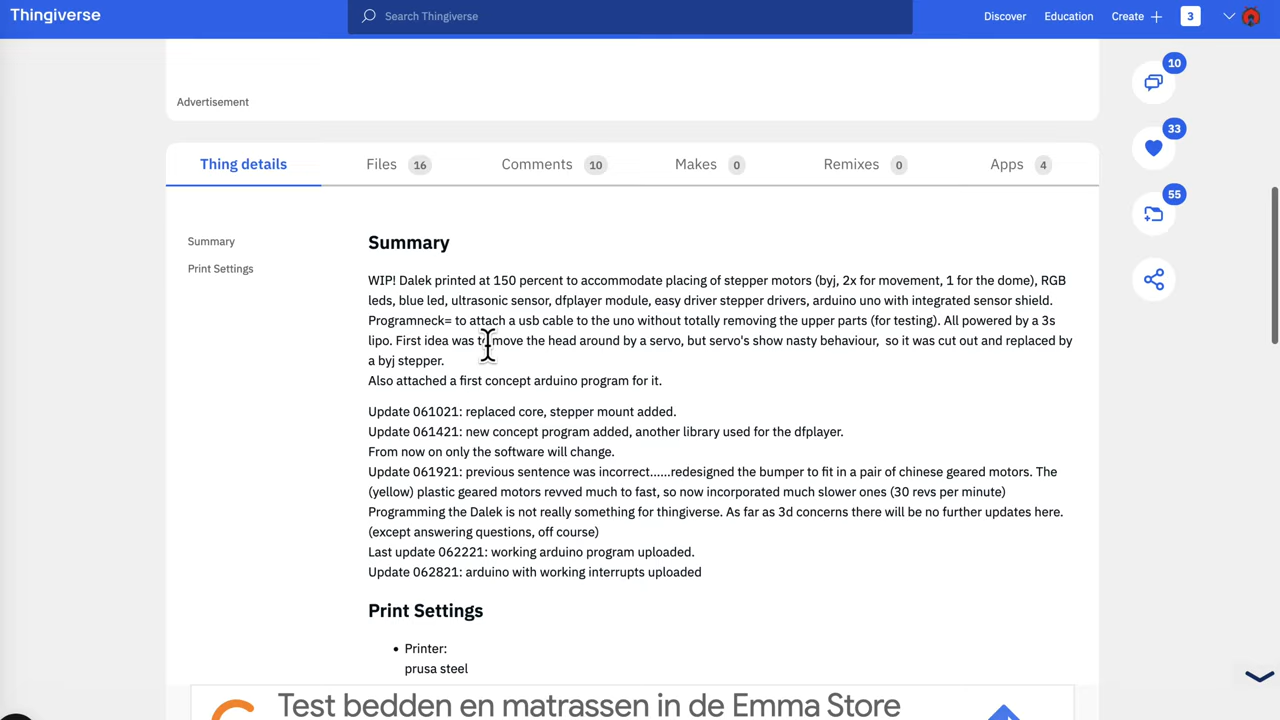 Thingiverse
Search Thingiverse
Discover
Education
Create
3
10
33
55
Advertisement
Thing details
Files 16
Comments 10
Makes 0
Remixes 0
Apps 4
Summary
Print Settings
Summary
WIP! Dalek printed at 150 percent to accommodate placing of stepper motors (byj, 2x for movement, 1 for the dome), RGB
leds, blue led, ultrasonic sensor, dfplayer module, easy driver stepper drivers, arduino uno with integrated sensor shield.
Programneck= to attach a usb cable to the uno without totally removing the upper parts (for testing). All powered by a 3s
lipo. First idea was to move the head around by a servo, but servo's show nasty behaviour, so it was cut out and replaced by
a byj stepper.
Also attached a first concept arduino program for it.
Update 061021: replaced core, stepper mount added.
Update 061421: new concept program added, another library used for the dfplayer.
From now on only the software will change.
Update 061921: previous sentence was incorrect......redesigned the bumper to fit in a pair of chinese geared motors. The
(yellow) plastic geared motors revved much to fast, so now incorporated much slower ones (30 revs per minute)
Programming the Dalek is not really something for thingiverse. As far as 3d concerns there will be no further updates here.
(except answering questions, off course)
Last update 062221: working arduino program uploaded.
Update 062821: arduino with working interrupts uploaded
Print Settings
Printer:
prusa steel
Test bedden en matrassen in de Emma Store